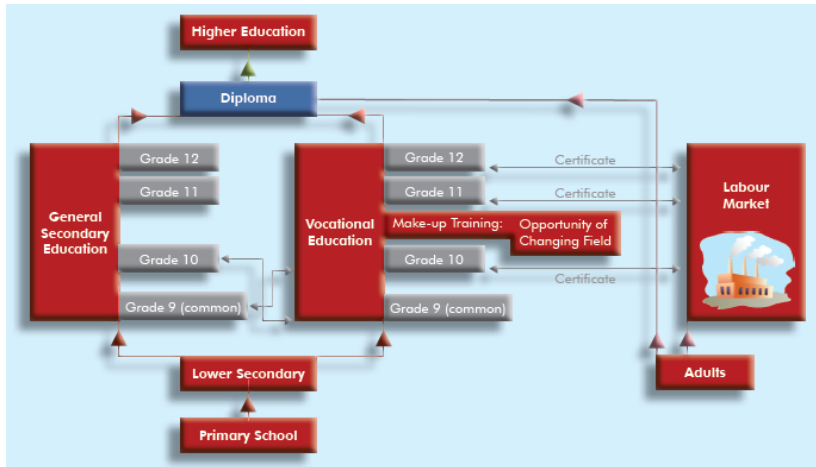 Higher Education
Diploma
General
Secondary
Education
Grade 12
Grade 11
Grade 10
Grade 9 (common)
Vocational
Education
Grade 12
Grade 11
Make-up Training:
Opportunity of
Changing Field
Grade 10
Grade 9 (common)
Certificate
Certificate
Certificate
Labour
Market
Lower Secondary
Adults
Primary School